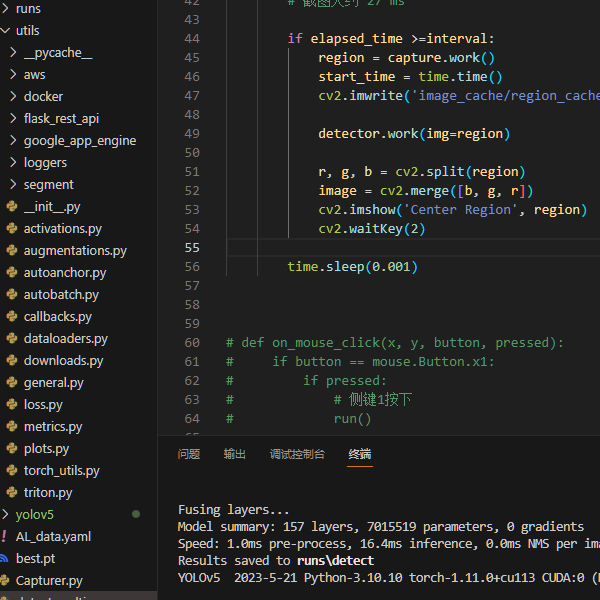 runs
utils
__pycache__
aws
docker
flask_rest_api
google_app_engine
loggers
segment
__init__.py
activations.py
augmentations.py
autoanchor.py
autobatch.py
callbacks.py
dataloaders.py
downloads.py
general.py
loss.py
metrics.py
plots.py
torch_utils.py
triton.py
yolov5
! AL_data.yaml
best.pt
Capturer.py
42 # 截图大约 27 ms
43
44 if elapsed_time >=interval:
45 region = capture.work()
46 start_time = time.time()
47 cv2.imwrite('image_cache/region_cache
48
49 detector.work(img=region)
50
51 r, g, b = cv2.split(region)
52 image = cv2.merge([b, g, r])
53 cv2.imshow('Center Region', region)
54 cv2.waitKey(2)
55
56 time.sleep(0.001)
57
58
59
60 # def on_mouse_click(x, y, button, pressed):
61 # if button == mouse.Button.x1:
62 # if pressed:
63 # # 侧键1按下
64 # run()
问题 输出 调试控制台 终端
Fusing layers...
Model summary: 157 layers, 7015519 parameters, 0 gradients
Speed: 1.0ms pre-process, 16.4ms inference, 0.0ms NMS per ima
Results saved to runs\detect
YOLOv5 2023-5-21 Python-3.10.10 torch-1.11.0+cu113 CUDA:0 (